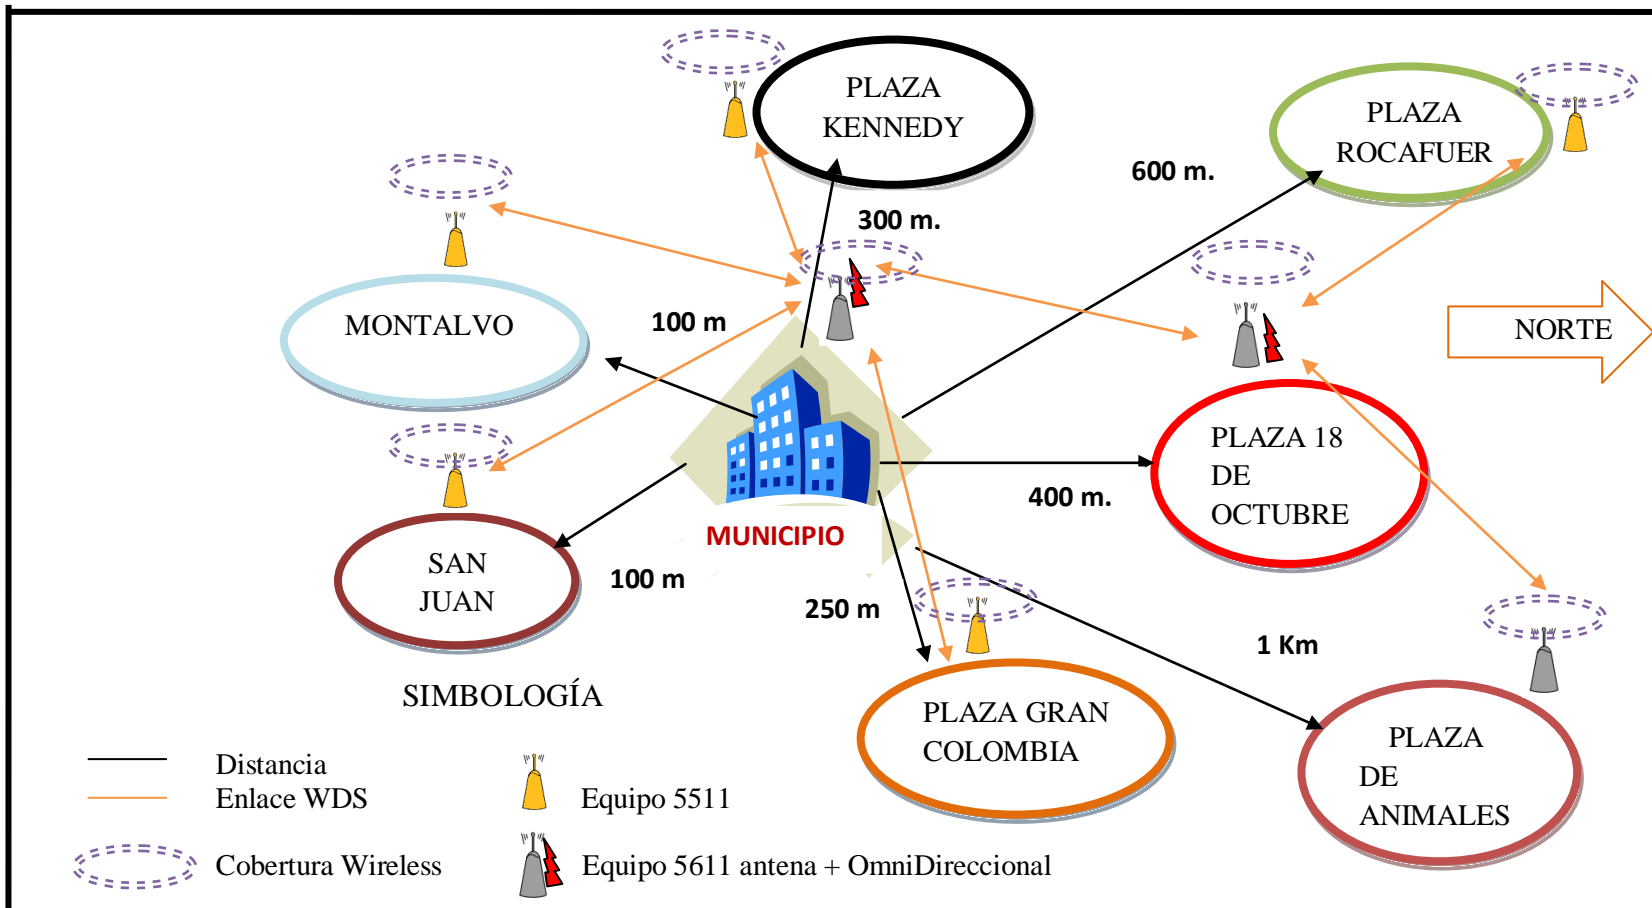 PLAZA
KENNEDY
PLAZA
ROCAFUER
600 m.
300 m.
MONTALVO
100 m
NORTE
PLAZA 18
DE
OCTUBRE
400 m.
MUNICIPIO
SAN
JUAN
100 m
250 m
1 Km
PLAZA GRAN
COLOMBIA
PLAZA
DE
ANIMALES
SIMBOLOGÍA
Distancia
Enlace WDS
Equipo 5511
Cobertura Wireless
Equipo 5611 antena + OmniDireccional